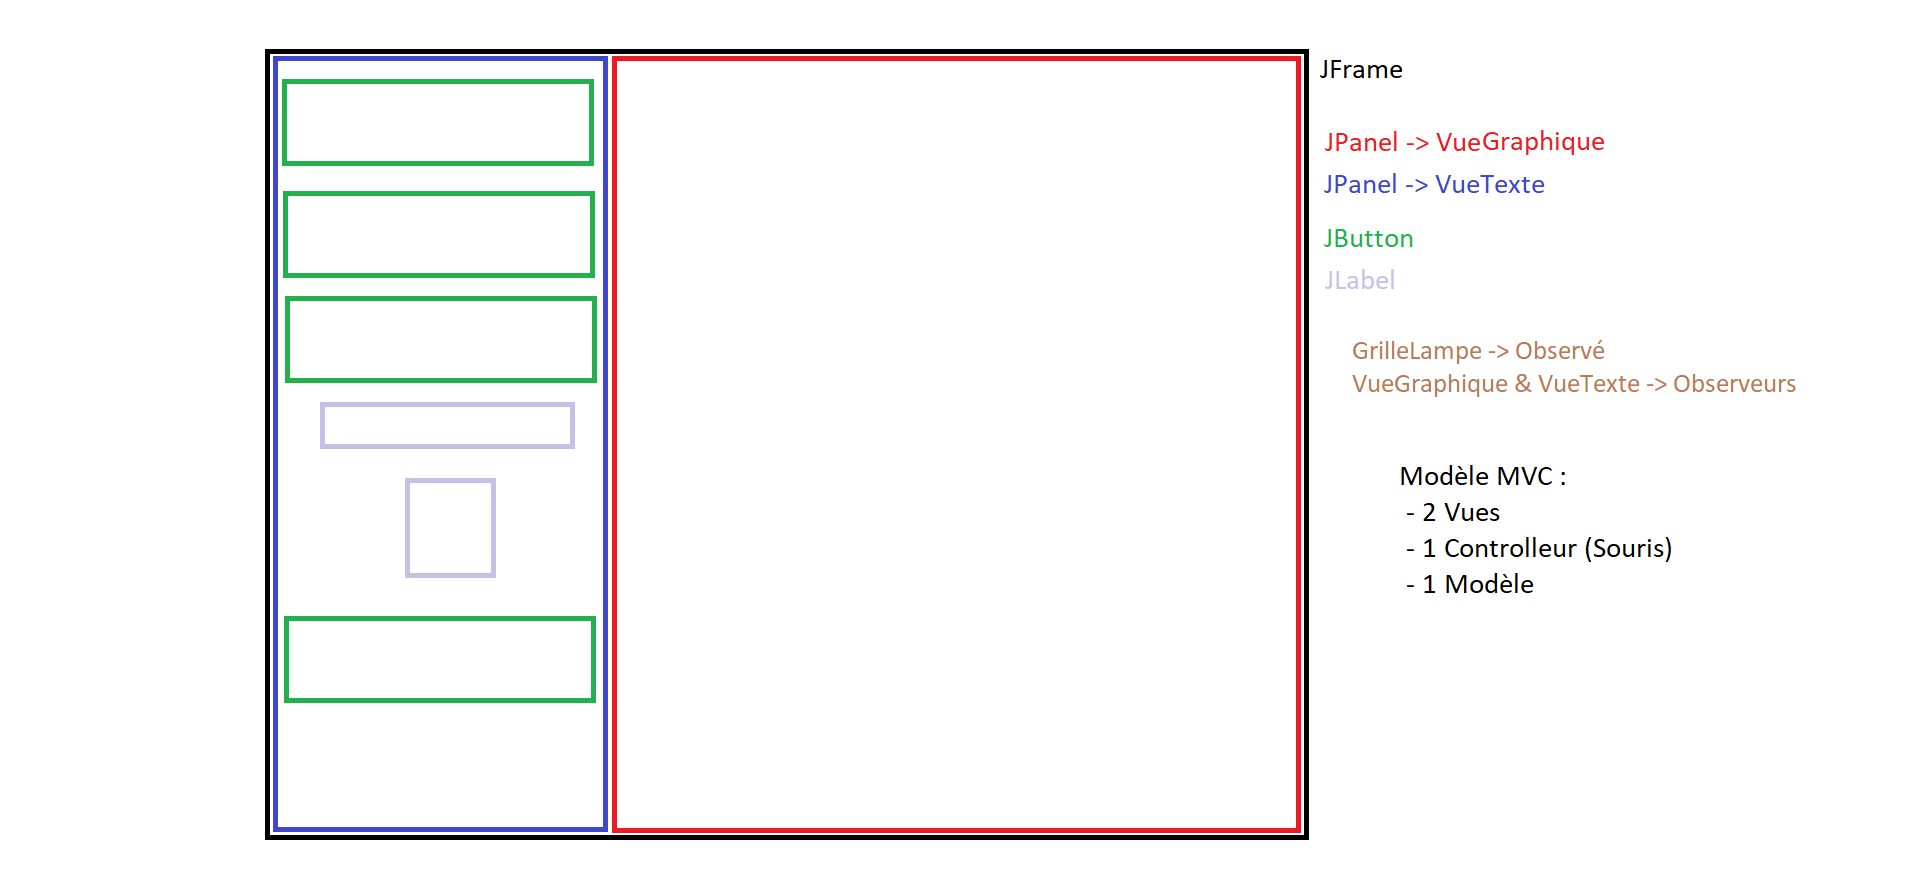 JFrame
JPanel -> VueGraphique
JPanel -> VueTexte
JButton
JLabel
GrilleLampe -> Observé
VueGraphique & VueTexte -> Observeurs
Modèle MVC :
- 2 Vues
- 1 Controlleur (Souris)
- 1 Modèle